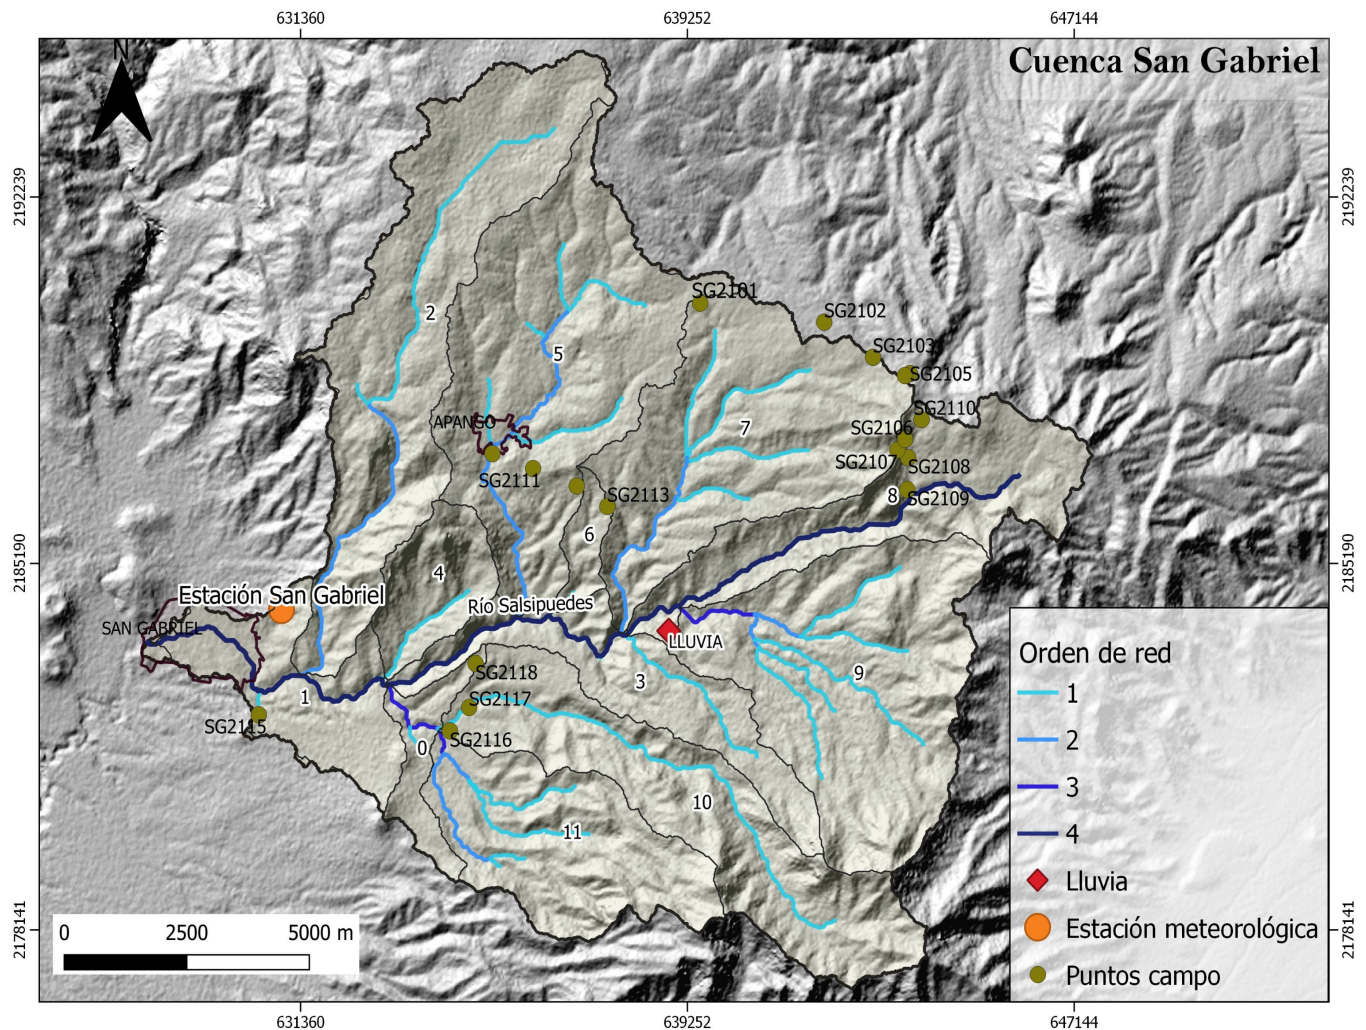 631360
639252
647144
N
Cuenca San Gabriel
2192239
2192239
SG2101
SG2102
2
SG2103
5
SG2105
SG2110
APANGO
7
SG2106
SG2107
SG2108
SG2111
SG2113
8
SG2109
6
2185190
2185190
4
Estación San Gabriel
Río Salsipuedes
SAN GABRIEL
LLUVIA
SG2118
3
9
1
SG2117
SG2115
0
SG2116
10
11
Orden de red
1
2
3
4
Lluvia
Estación meteorológica
Puntos campo
0 2500 5000 m
2178141
2178141
631360
639252
647144